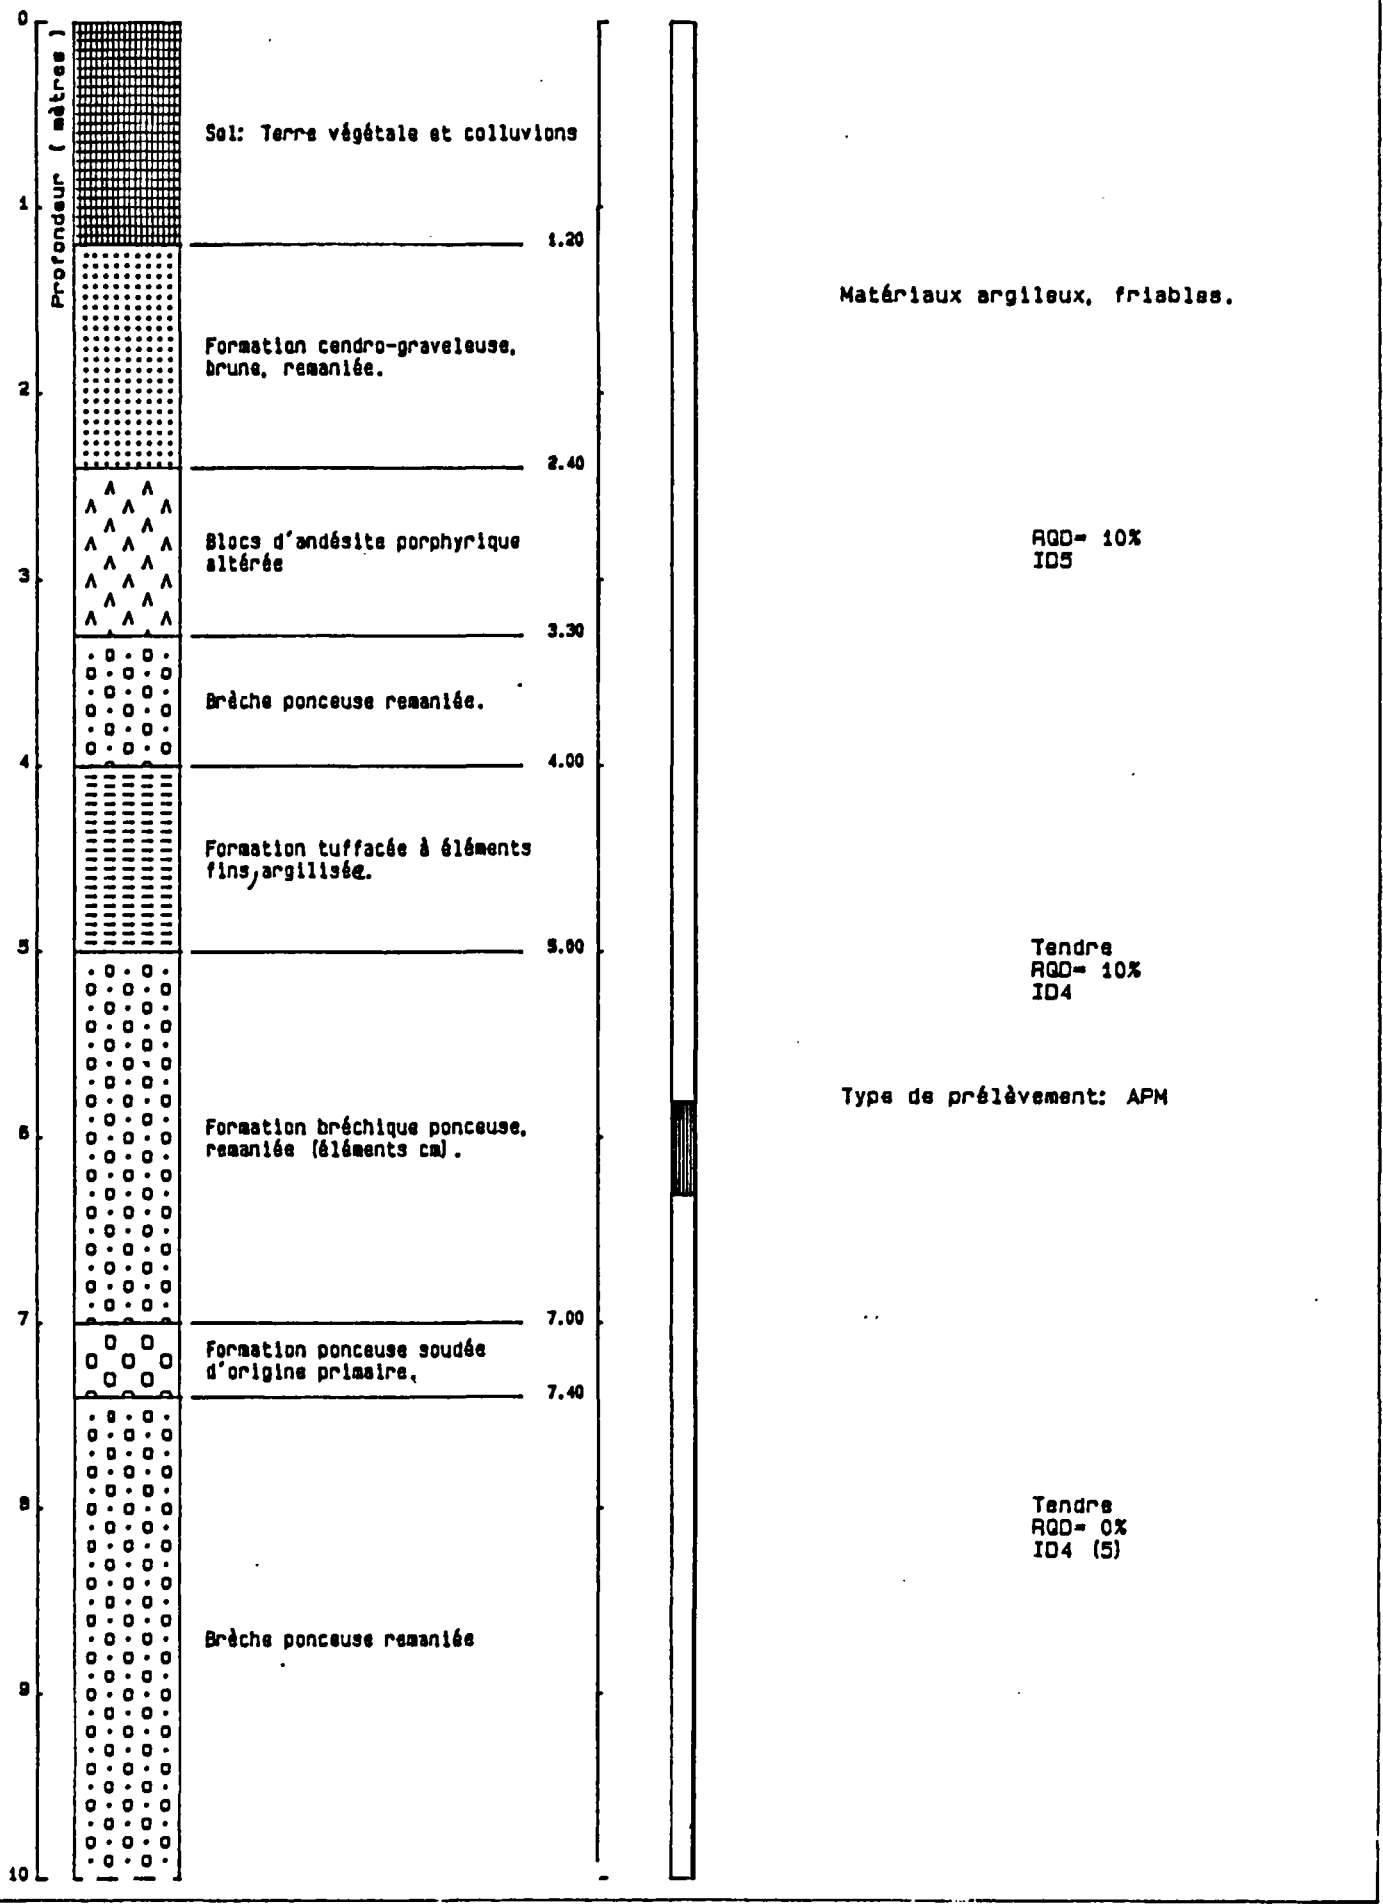 0
Profondeur ( mètres )
Sol: Terre végétale et colluvions
1
1.20
Matériaux argileux, friables.
Formation cendro-graveleuse,
brune, remaniée.
2
2.40
Blocs d'andésite porphyrique
altérée
RQD= 10%
ID5
3
3.30
Brèche ponceuse remaniée.
4
4.00
Formation tuffacée à éléments
fins, argilisée.
5
5.00
Tendre
RQD= 10%
ID4
Type de prélèvement: APM
6
Formation bréchique ponceuse,
remaniée (éléments cm).
7
7.00
Formation ponceuse soudée
d'origine primaire.
7.40
8
Tendre
RQD= 0%
ID4 (5)
Brèche ponceuse remaniée
9
10